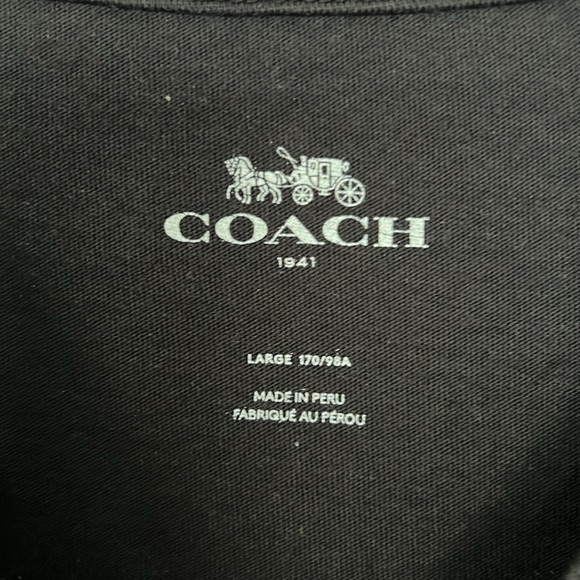 COACH
1941
LARGE 170/98A
MADE IN PERU
FABRIQUÉ AU PÉROU